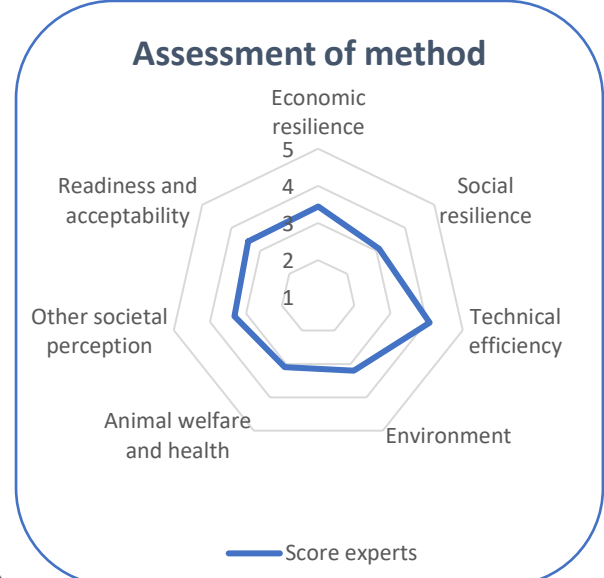 Assessment of method
Economic
resilience
5
4
3
2
1
Social
resilience
Technical
efficiency
Environment
Animal welfare
and health
Other societal
perception
Readiness and
acceptability
Score experts